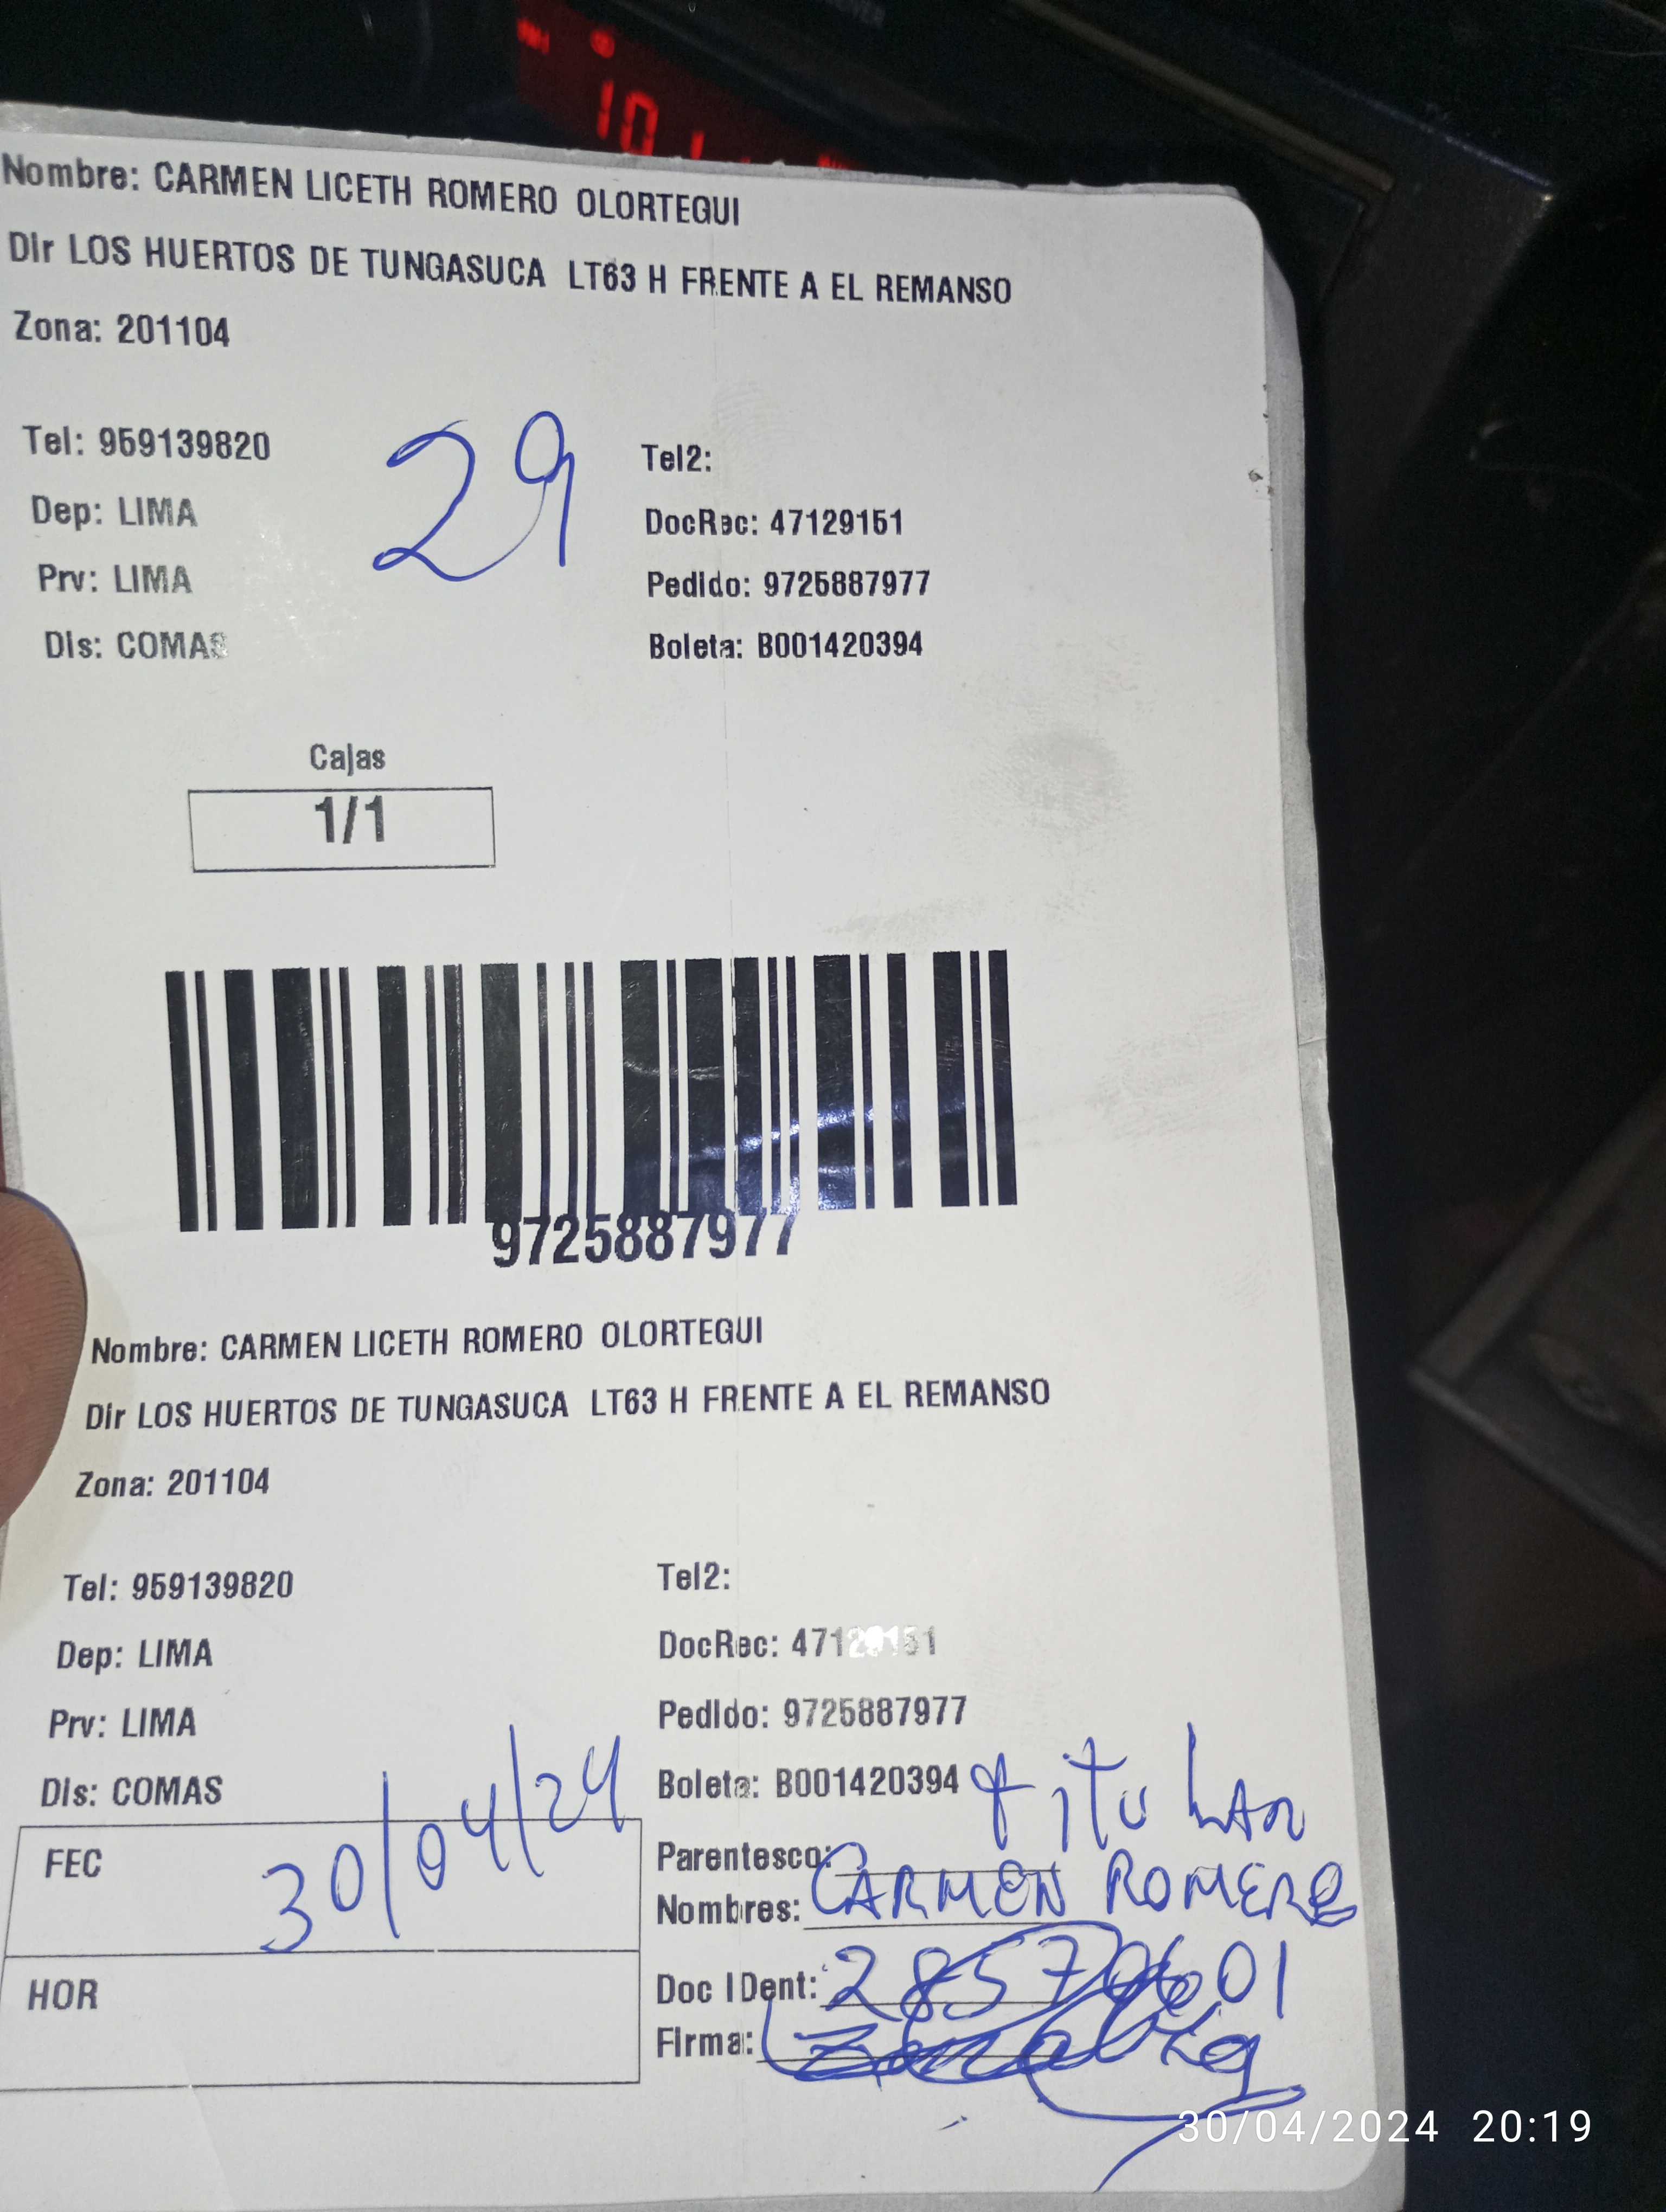 10
Nombre: CARMEN LICETH ROMERO OLORTEGUI
Dir LOS HUERTOS DE TUNGASUCA LT63 H FRENTE A EL REMANSO
Zona: 201104
29
Tel: 959139820 Tel2:
Dep: LIMA DocRec: 47129151
Prv: LIMA Pedido: 9725887977
Dis: COMAS Boleta: B001420394
Cajas
1/1
9725887977
Nombre: CARMEN LICETH ROMERO OLORTEGUI
Dir LOS HUERTOS DE TUNGASUCA LT63 H FRENTE A EL REMANSO
Zona: 201104
Tel: 959139820 Tel2:
Dep: LIMA DocRec: 47129151
Prv: LIMA Pedido: 9725887977
Dis: COMAS Boleta: B001420394
FEC 30/04/24 Parentesco: titular
Nombres: CARMEN ROMERO
HOR Doc IDent: 28570601
Firma:
30/04/2024 20:19